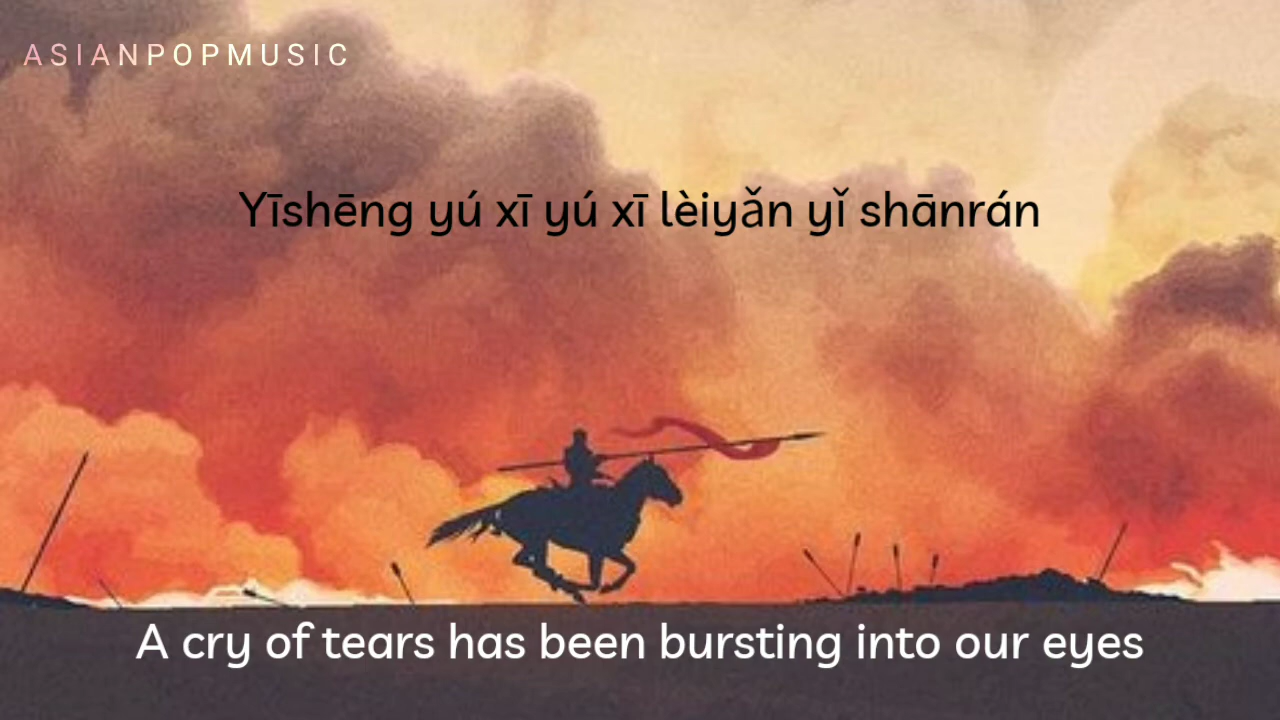 ASIANPOPMUSIC
Yīshēng yú xī yú xī lèiyǎn yǐ shānrán
A cry of tears has been bursting into our eyes